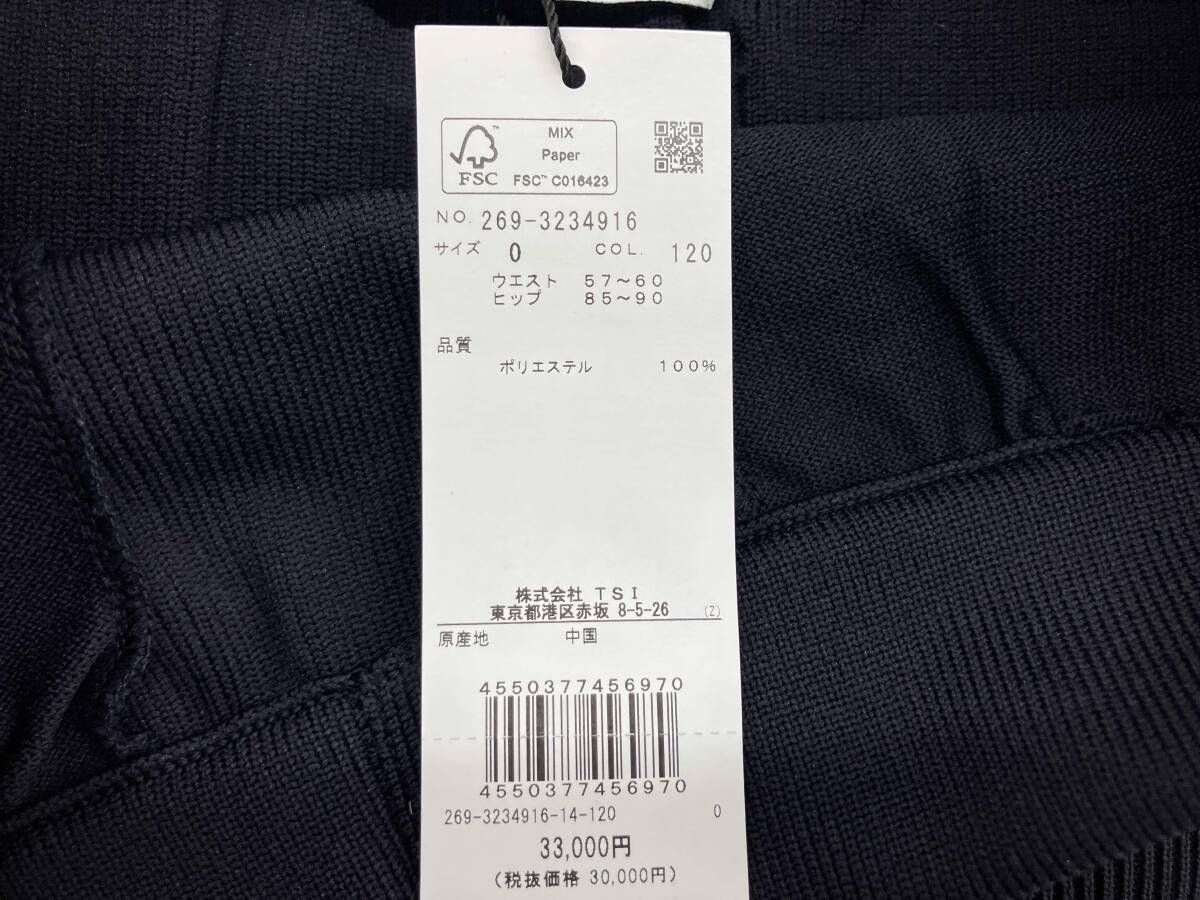 MIX
Paper
FSC™ C016423
FSC
NO. 269-3234916
サイズ 0 COL. 120
ウエスト 57～60
ヒップ 85～90
品質
ポリエステル 100%
株式会社 TSI
東京都港区赤坂 8-5-26 (Z)
原産地 中国
4550377456970
4550377456970
269-3234916-14-120 0
33,000円
(税抜価格 30,000円)